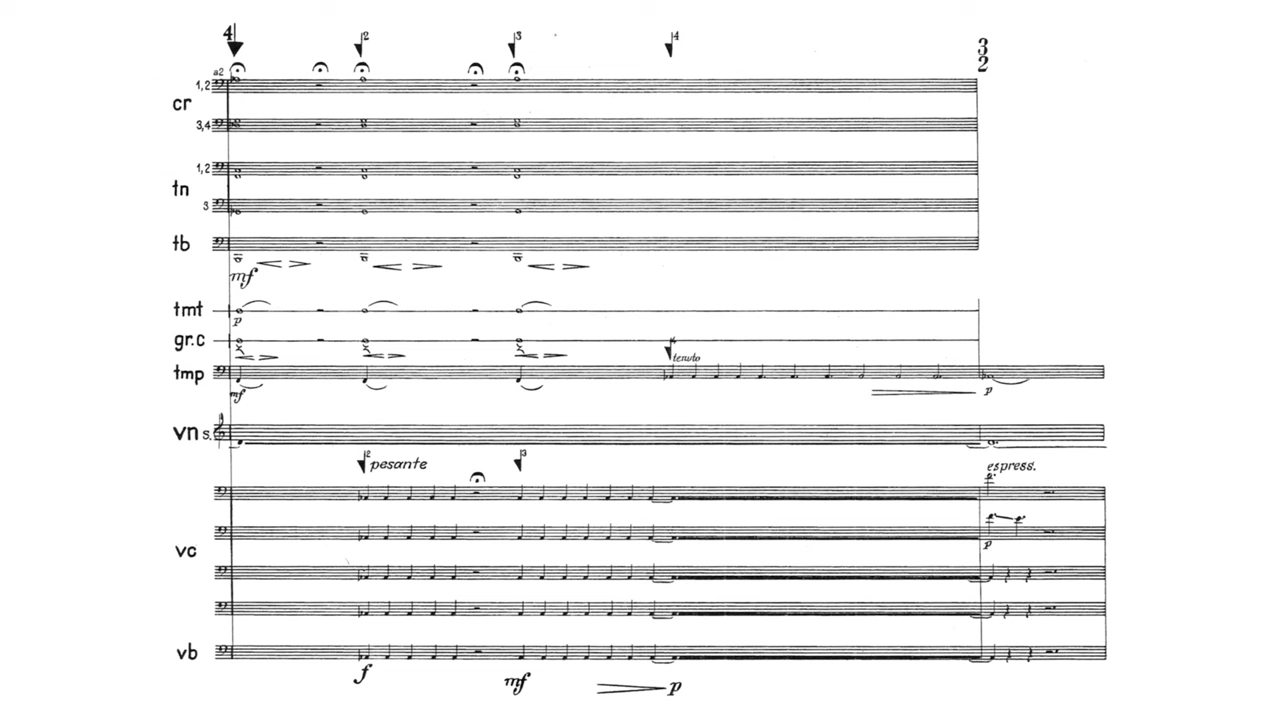 4 2 3 4 3
2
a2
1,2
cr
3,4
1,2
tn
3
tb
mf
tmt
p
gr.c
4
tenuto
tmp
mf p
vn s.
2 pesante 3 espress.
p
vc
vb
f mf p